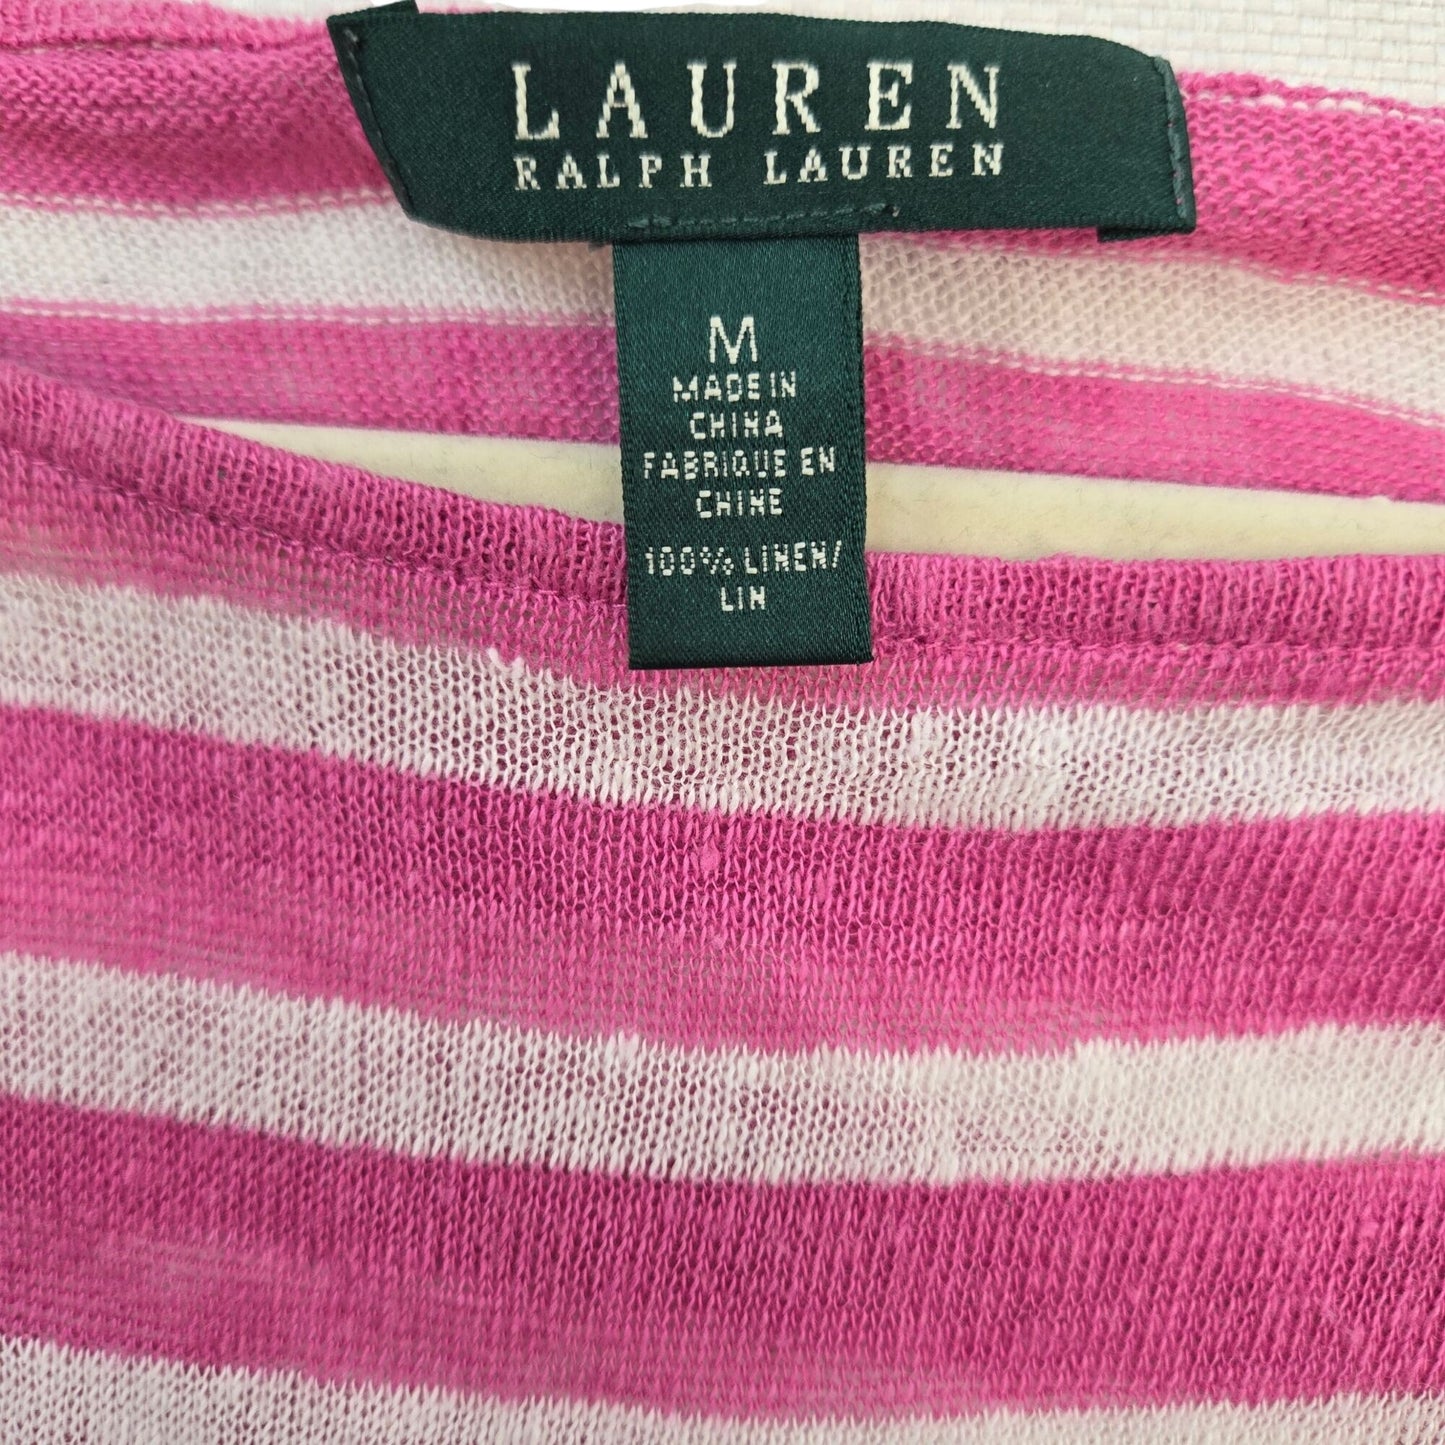 LAUREN
RALPH LAUREN
M
MADE IN
CHINA
FABRIQUE EN
CHINE
100% LINEN/
LIN